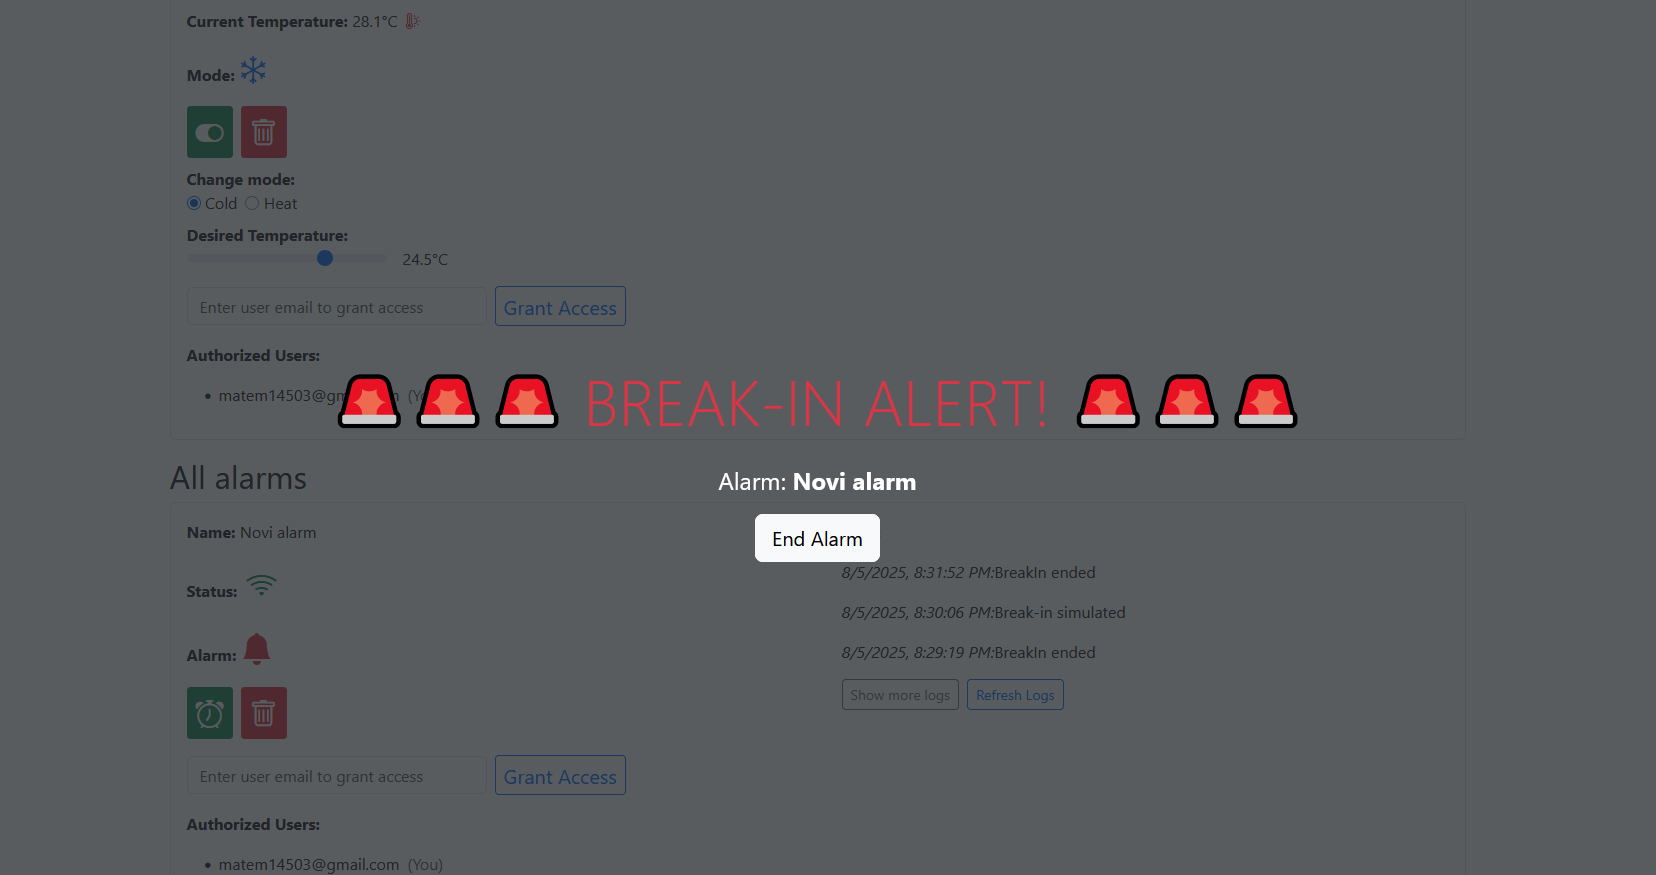 Current Temperature: 28.1°C
Mode:
Change mode:
Cold Heat
Desired Temperature:
24.5°C
Enter user email to grant access Grant Access
Authorized Users:
matem14503@gm
BREAK-IN ALERT!
All alarms
Alarm: Novi alarm
End Alarm
Name: Novi alarm
Status:
Alarm:
8/5/2025, 8:31:52 PM:BreakIn ended
8/5/2025, 8:30:06 PM:Break-in simulated
8/5/2025, 8:29:19 PM:BreakIn ended
Show more logs Refresh Logs
Enter user email to grant access Grant Access
Authorized Users:
matem14503@gmail.com (You)